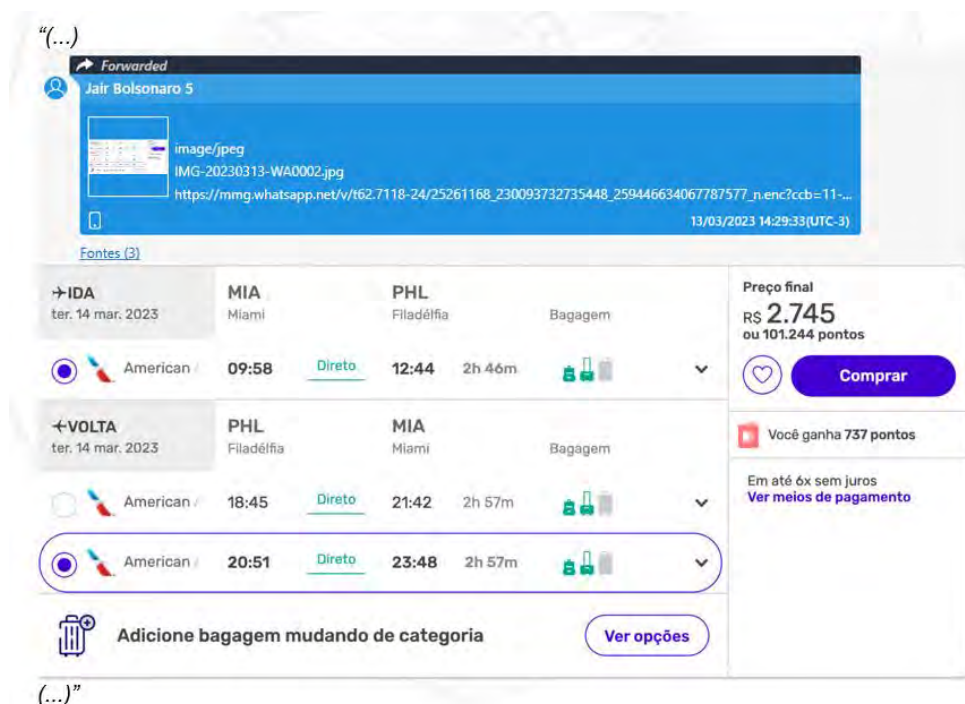 “(...)
Forwarded
Jair Bolsonaro 5
image/jpeg
IMG-20230313-WA0002.jpg
https://mmg.whatsapp.net/v/t62.7118-24/25261168_230093732735448_259446634067787577_n.enc?ccb=11-...
13/03/2023 14:29:33(UTC-3)
Fontes (3)
IDA MIA PHL
ter. 14 mar. 2023 Miami Filadélfia Bagagem
American 09:58 Direto 12:44 2h 46m
VOLTA PHL MIA
ter. 14 mar. 2023 Filadélfia Miami Bagagem
American 18:45 Direto 21:42 2h 57m
American 20:51 Direto 23:48 2h 57m
Adicione bagagem mudando de categoria Ver opções
Preço final
R$ 2.745
ou 101.244 pontos
Comprar
Você ganha 737 pontos
Em até 6x sem juros
Ver meios de pagamento
(...)”